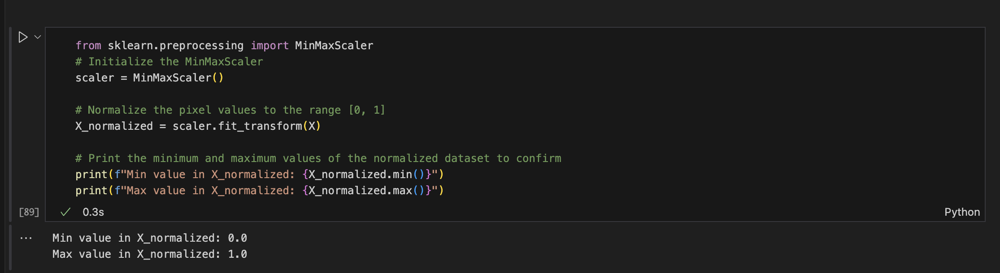 from sklearn.preprocessing import MinMaxScaler
# Initialize the MinMaxScaler
scaler = MinMaxScaler()
# Normalize the pixel values to the range [0, 1]
X_normalized = scaler.fit_transform(X)
# Print the minimum and maximum values of the normalized dataset to confirm
print(f"Min value in X_normalized: {X_normalized.min()}")
print(f"Max value in X_normalized: {X_normalized.max()}")
[89] ✓ 0.3s Python
... Min value in X_normalized: 0.0
Max value in X_normalized: 1.0